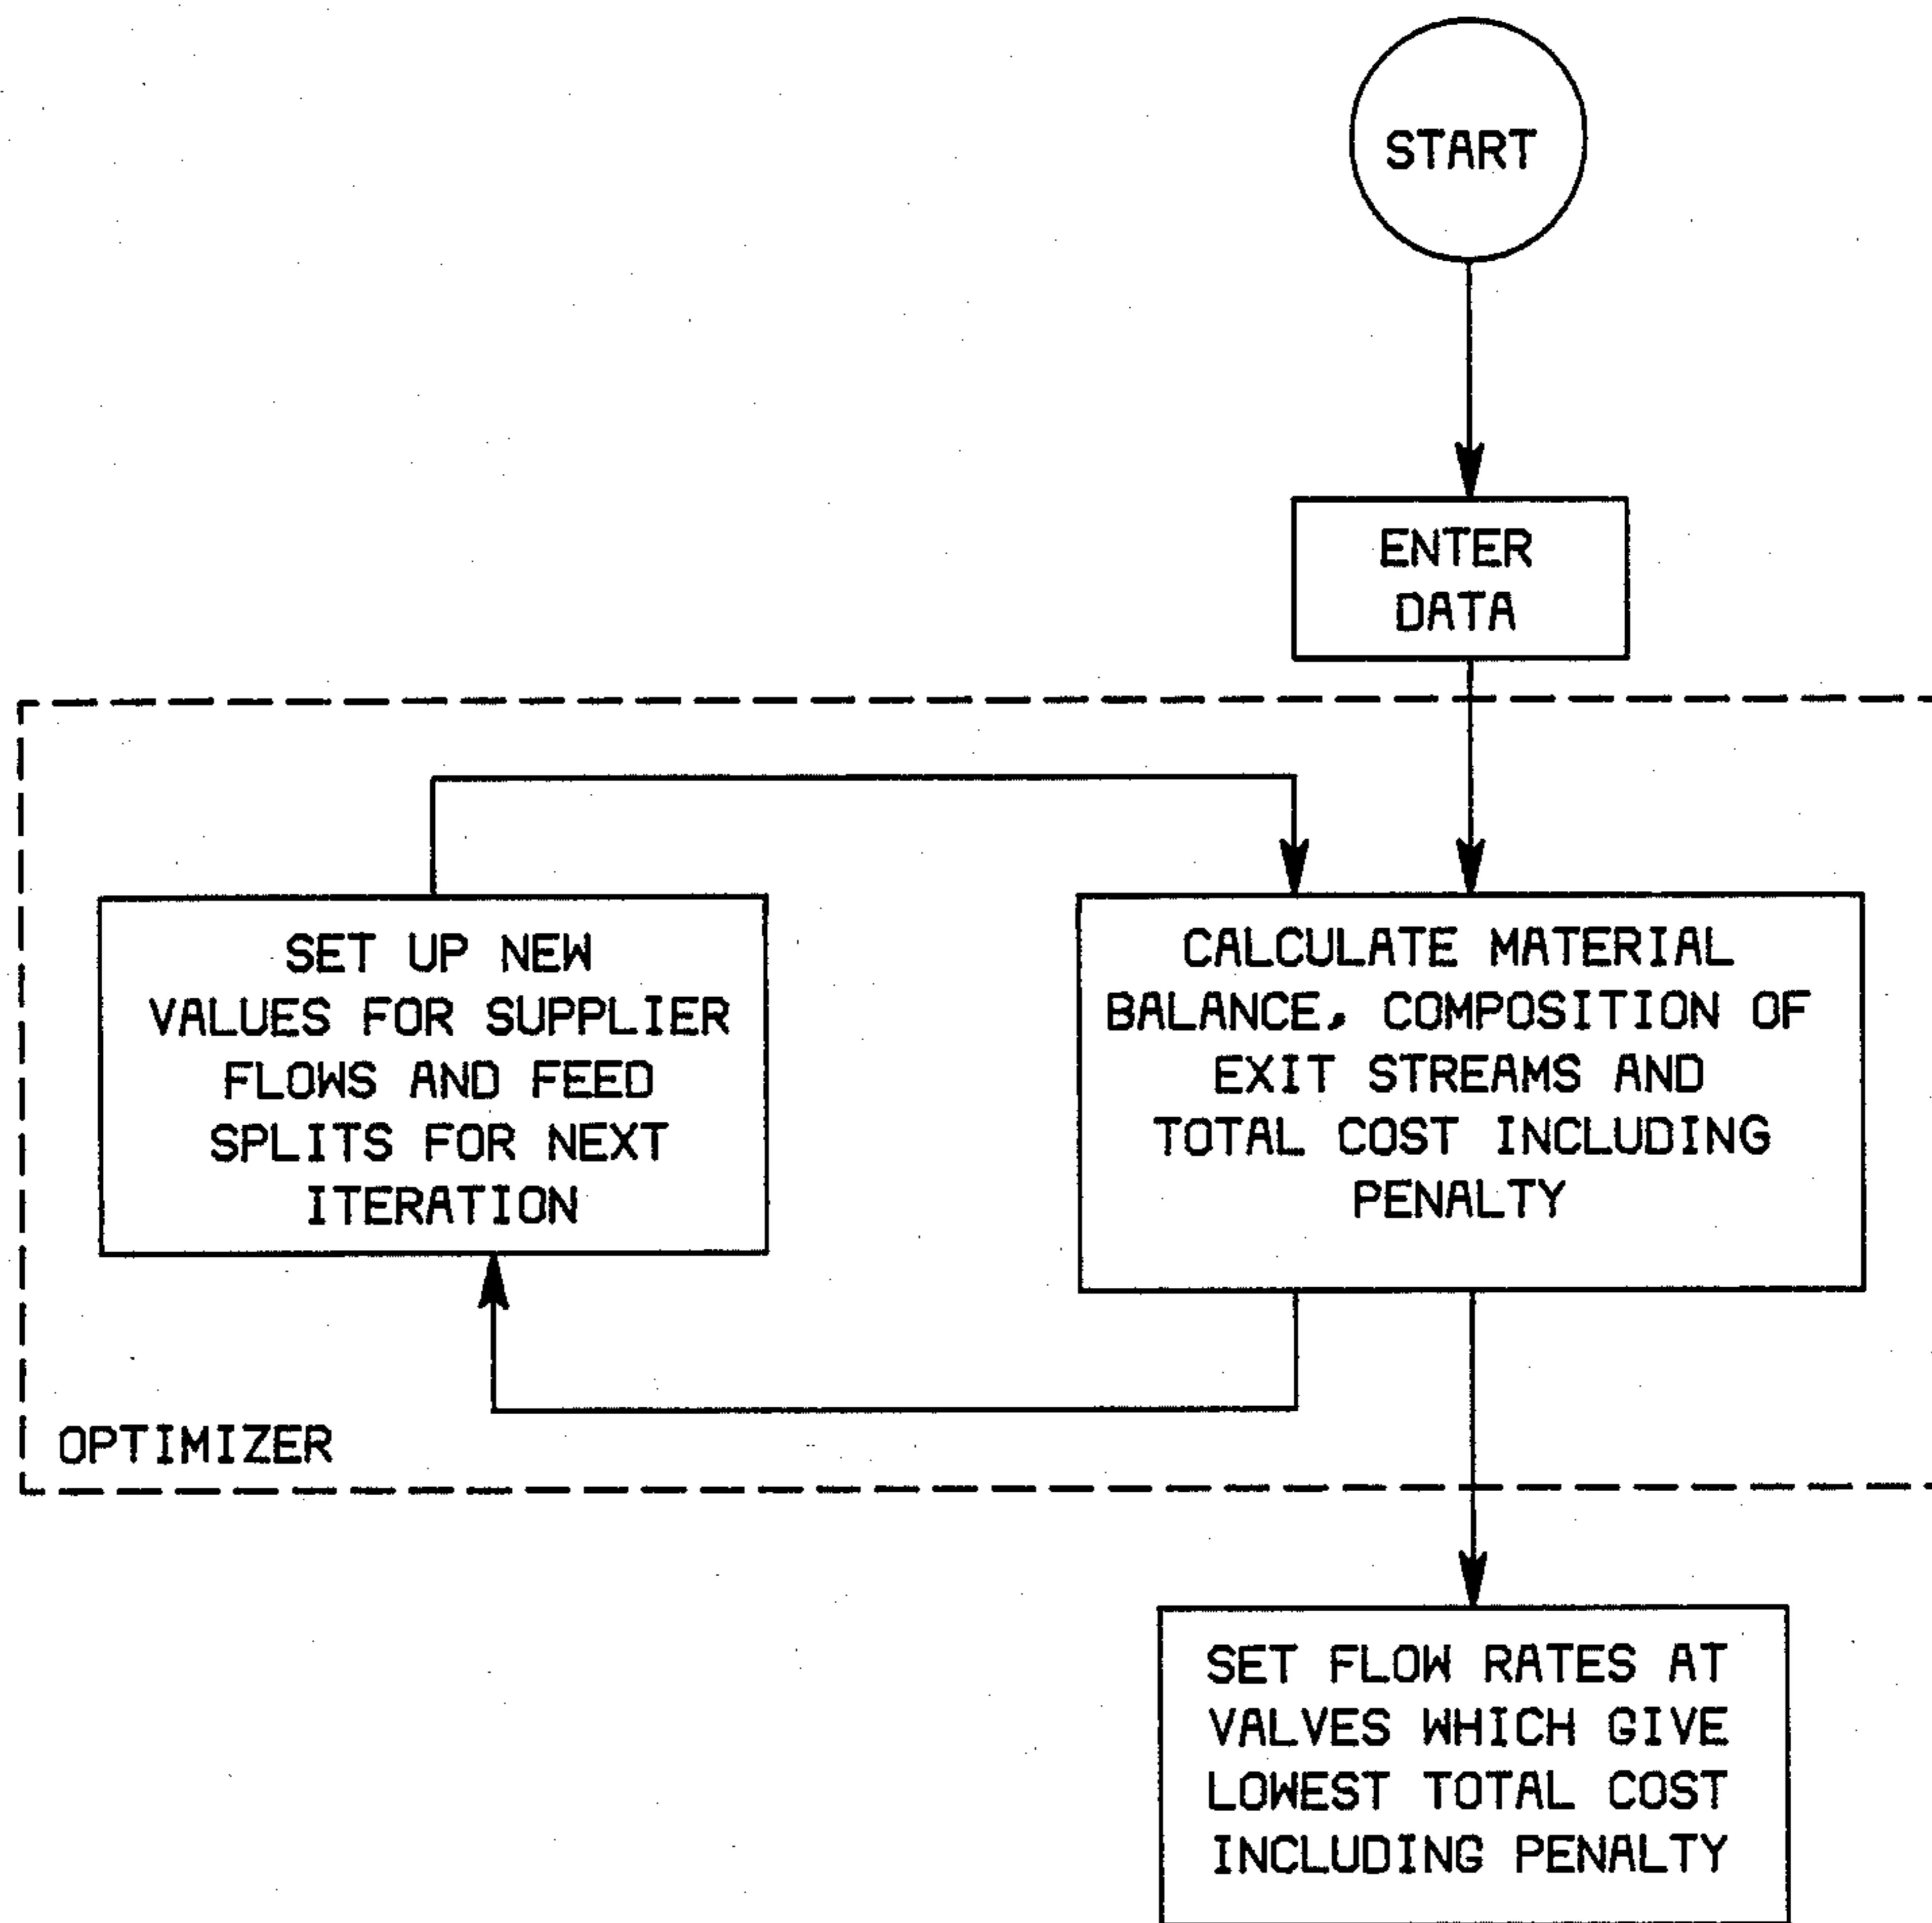 START
ENTER
DATA
SET UP NEW
VALUES FOR SUPPLIER
FLOWS AND FEED
SPLITS FOR NEXT
ITERATION
CALCULATE MATERIAL
BALANCE, COMPOSITION OF
EXIT STREAMS AND
TOTAL COST INCLUDING
PENALTY
OPTIMIZER
SET FLOW RATES AT
VALVES WHICH GIVE
LOWEST TOTAL COST
INCLUDING PENALTY